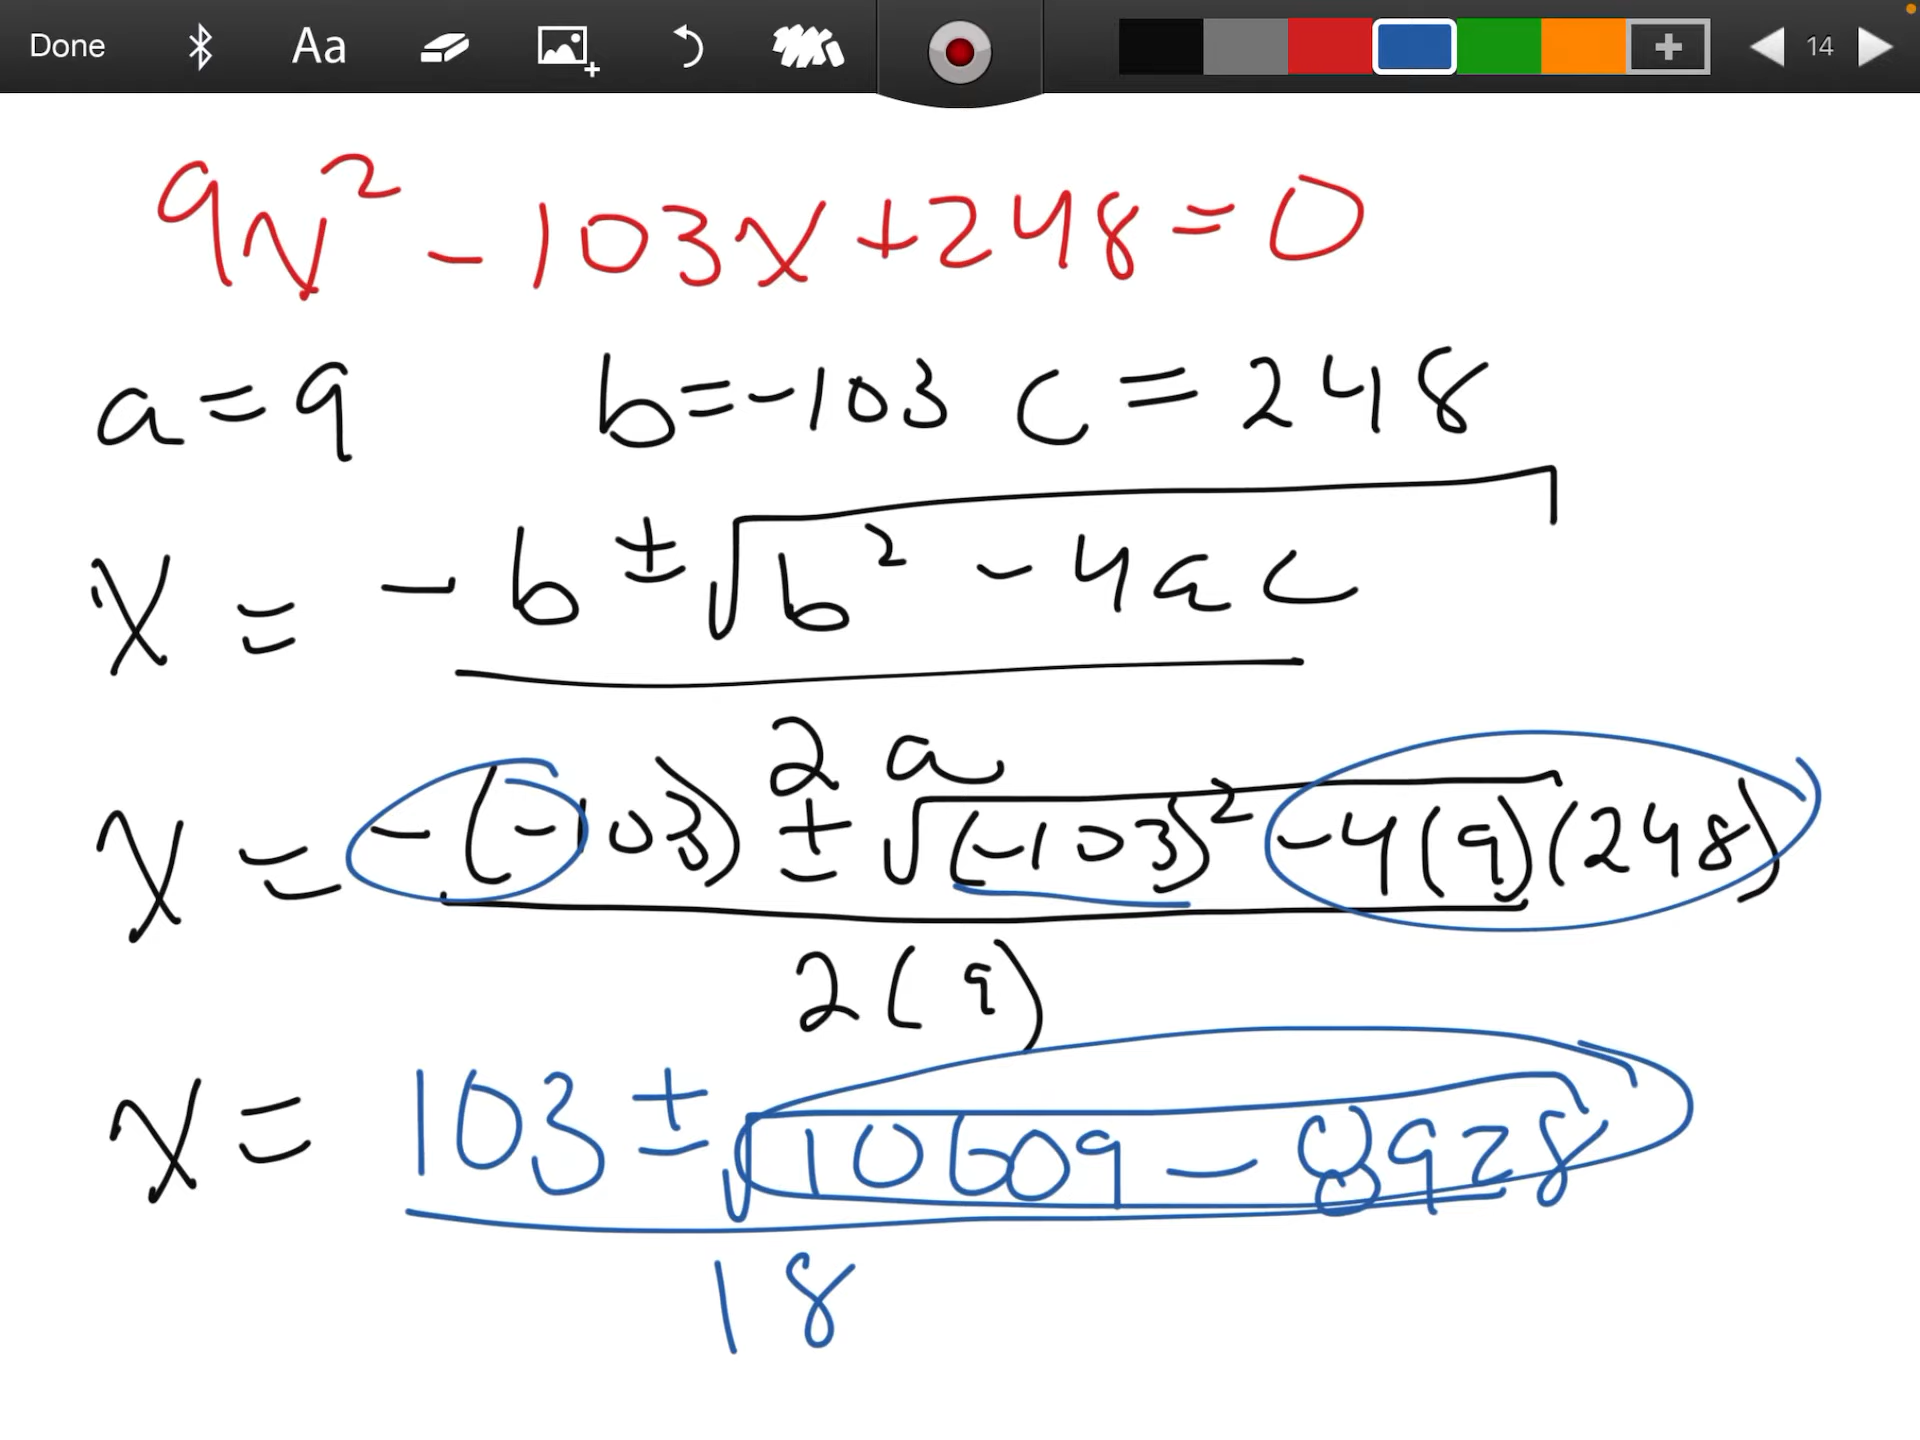 Done Aa 14
9x² - 103x + 248 = 0
a = 9 b = -103 c = 248
x = -b ± √b² - 4ac
2a
x = -(-103) ± √(-103)² - 4(9)(248)
2(9)
x = 103 ± √10609 - 8928
18